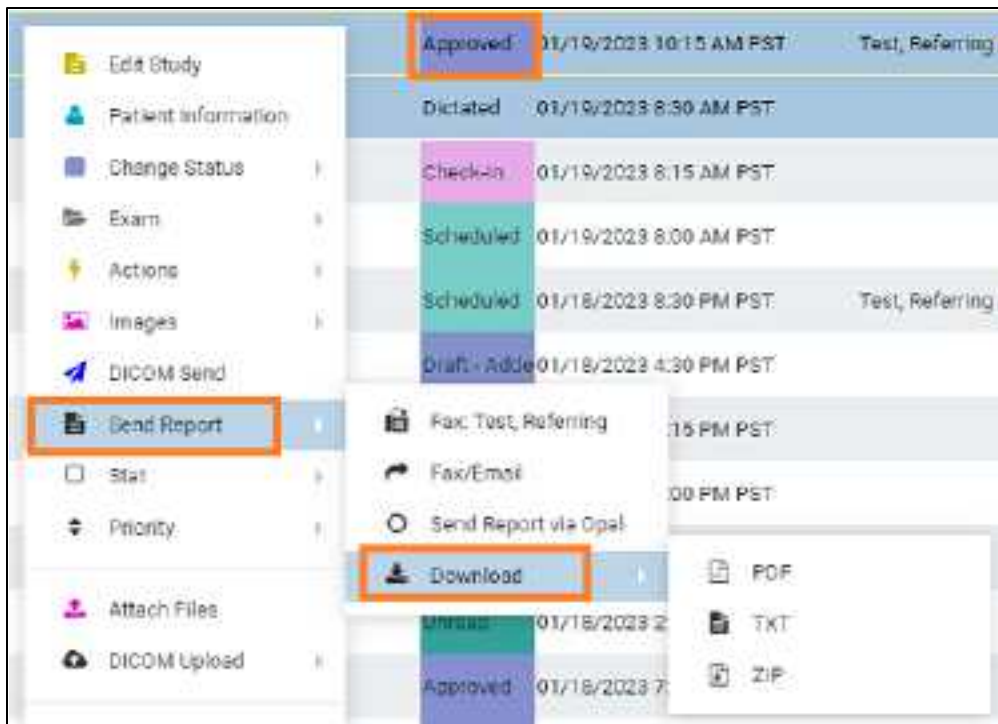 Approved 01/19/2023 10:15 AM PST Test, Referring
Edit Study
Dictated 01/19/2023 8:30 AM PST
Patient Information
Change Status
Check-In 01/19/2023 8:15 AM PST
Exam
Scheduled 01/19/2023 8:00 AM PST
Actions
Scheduled 01/18/2023 8:30 PM PST Test, Referring
Images
DICOM Send
Draft - Adde 01/18/2023 4:30 PM PST
Send Report
Fax: Test, Referring
:15 PM PST
Stat
Fax/Email
:00 PM PST
Priority
Send Report via Opal
Download
PDF
Attach Files
Unread 01/18/2023 2
TXT
DICOM Upload
Approved 01/18/2023 7:
ZIP